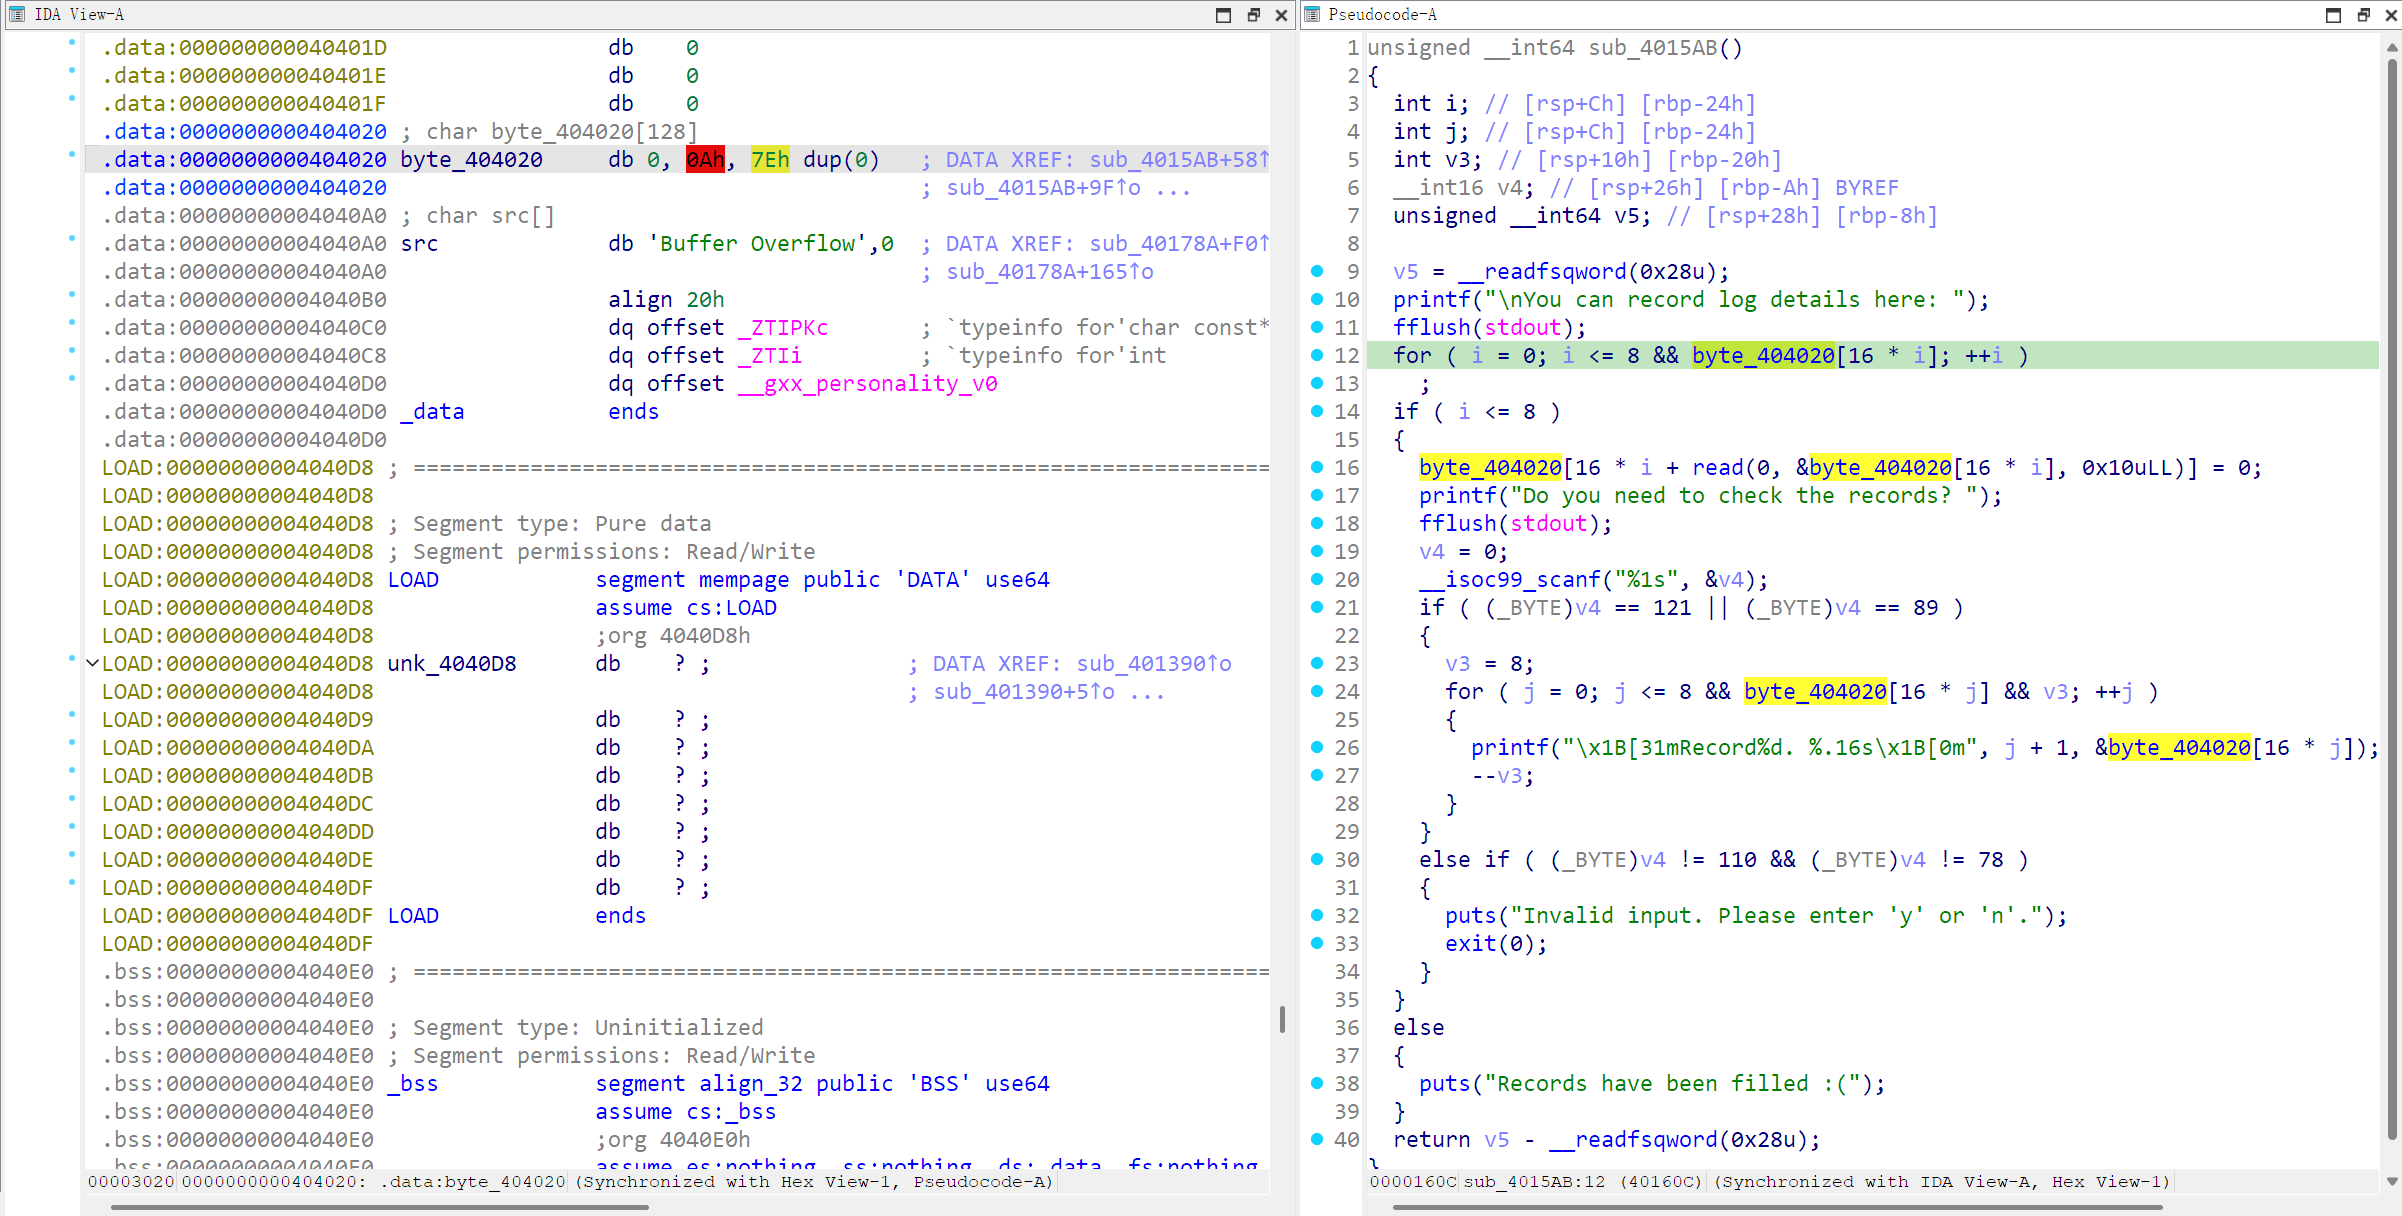 IDA View-A
.data:000000000040401D db 0
.data:000000000040401E db 0
.data:000000000040401F db 0
.data:0000000000404020 ; char byte_404020[128]
.data:0000000000404020 byte_404020 db 0, 0Ah, 7Eh dup(0) ; DATA XREF: sub_4015AB+58↑
.data:0000000000404020 ; sub_4015AB+9F↑o ...
.data:00000000004040A0 ; char src[]
.data:00000000004040A0 src db 'Buffer Overflow',0 ; DATA XREF: sub_40178A+F0↑
.data:00000000004040A0 ; sub_40178A+165↑o
.data:00000000004040B0 align 20h
.data:00000000004040C0 dq offset _ZTIPKc ; `typeinfo for'char const*
.data:00000000004040C8 dq offset _ZTIi ; `typeinfo for'int
.data:00000000004040D0 dq offset __gxx_personality_v0
.data:00000000004040D0 _data ends
.data:00000000004040D0
LOAD:00000000004040D8 ; ==================================================================
LOAD:00000000004040D8
LOAD:00000000004040D8 ; Segment type: Pure data
LOAD:00000000004040D8 ; Segment permissions: Read/Write
LOAD:00000000004040D8 LOAD segment mempage public 'DATA' use64
LOAD:00000000004040D8 assume cs:LOAD
LOAD:00000000004040D8 ;org 4040D8h
LOAD:00000000004040D8 unk_4040D8 db ? ; ; DATA XREF: sub_401390↑o
LOAD:00000000004040D8 ; sub_401390+5↑o ...
LOAD:00000000004040D9 db ? ;
LOAD:00000000004040DA db ? ;
LOAD:00000000004040DB db ? ;
LOAD:00000000004040DC db ? ;
LOAD:00000000004040DD db ? ;
LOAD:00000000004040DE db ? ;
LOAD:00000000004040DF db ? ;
LOAD:00000000004040DF LOAD ends
LOAD:00000000004040DF
.bss:00000000004040E0 ; ==================================================================
.bss:00000000004040E0
.bss:00000000004040E0 ; Segment type: Uninitialized
.bss:00000000004040E0 ; Segment permissions: Read/Write
.bss:00000000004040E0 _bss segment align_32 public 'BSS' use64
.bss:00000000004040E0 assume cs:_bss
.bss:00000000004040E0 ;org 4040E0h
.bss:00000000004040E0 assume es:nothing, ss:nothing, ds:_data, fs:nothing
00003020 0000000000404020: .data:byte_404020 (Synchronized with Hex View-1, Pseudocode-A)
Pseudocode-A
1 unsigned __int64 sub_4015AB()
2 {
3 int i; // [rsp+Ch] [rbp-24h]
4 int j; // [rsp+Ch] [rbp-24h]
5 int v3; // [rsp+10h] [rbp-20h]
6 __int16 v4; // [rsp+26h] [rbp-Ah] BYREF
7 unsigned __int64 v5; // [rsp+28h] [rbp-8h]
8
9 v5 = __readfsqword(0x28u);
10 printf("\nYou can record log details here: ");
11 fflush(stdout);
12 for ( i = 0; i <= 8 && byte_404020[16 * i]; ++i )
13 ;
14 if ( i <= 8 )
15 {
16 byte_404020[16 * i + read(0, &byte_404020[16 * i], 0x10uLL)] = 0;
17 printf("Do you need to check the records? ");
18 fflush(stdout);
19 v4 = 0;
20 __isoc99_scanf("%1s", &v4);
21 if ( (_BYTE)v4 == 121 || (_BYTE)v4 == 89 )
22 {
23 v3 = 8;
24 for ( j = 0; j <= 8 && byte_404020[16 * j] && v3; ++j )
25 {
26 printf("\x1B[31mRecord%d. %.16s\x1B[0m", j + 1, &byte_404020[16 * j]);
27 --v3;
28 }
29 }
30 else if ( (_BYTE)v4 != 110 && (_BYTE)v4 != 78 )
31 {
32 puts("Invalid input. Please enter 'y' or 'n'.");
33 exit(0);
34 }
35 }
36 else
37 {
38 puts("Records have been filled :(");
39 }
40 return v5 - __readfsqword(0x28u);
}
0000160C sub_4015AB:12 (40160C) (Synchronized with IDA View-A, Hex View-1)